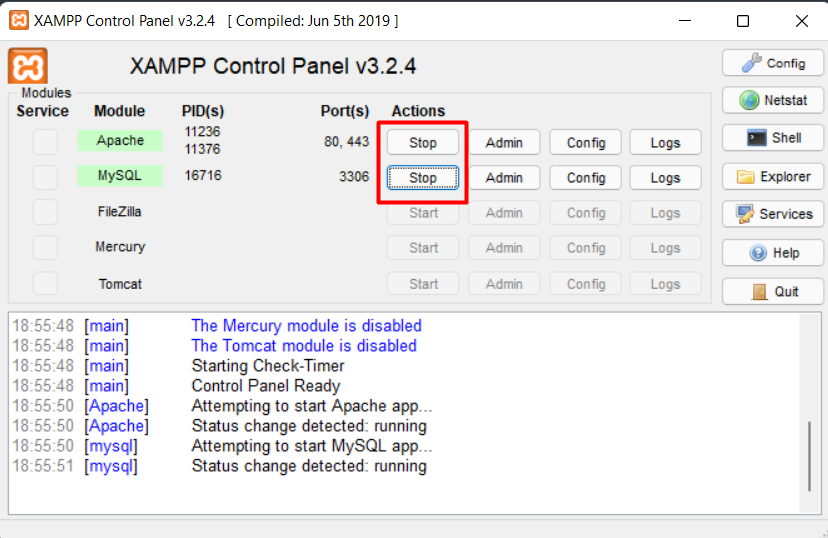 XAMPP Control Panel v3.2.4 [ Compiled: Jun 5th 2019 ]
XAMPP Control Panel v3.2.4
Config
Modules
Service Module PID(s) Port(s) Actions
Netstat
Apache 11236 11376 80, 443 Stop Admin Config Logs
Shell
MySQL 16716 3306 Stop Admin Config Logs
Explorer
FileZilla Start Admin Config Logs
Services
Mercury Start Admin Config Logs
Help
Tomcat Start Admin Config Logs
Quit
18:55:48 [main] The Mercury module is disabled
18:55:48 [main] The Tomcat module is disabled
18:55:48 [main] Starting Check-Timer
18:55:48 [main] Control Panel Ready
18:55:50 [Apache] Attempting to start Apache app...
18:55:50 [Apache] Status change detected: running
18:55:50 [mysql] Attempting to start MySQL app...
18:55:51 [mysql] Status change detected: running